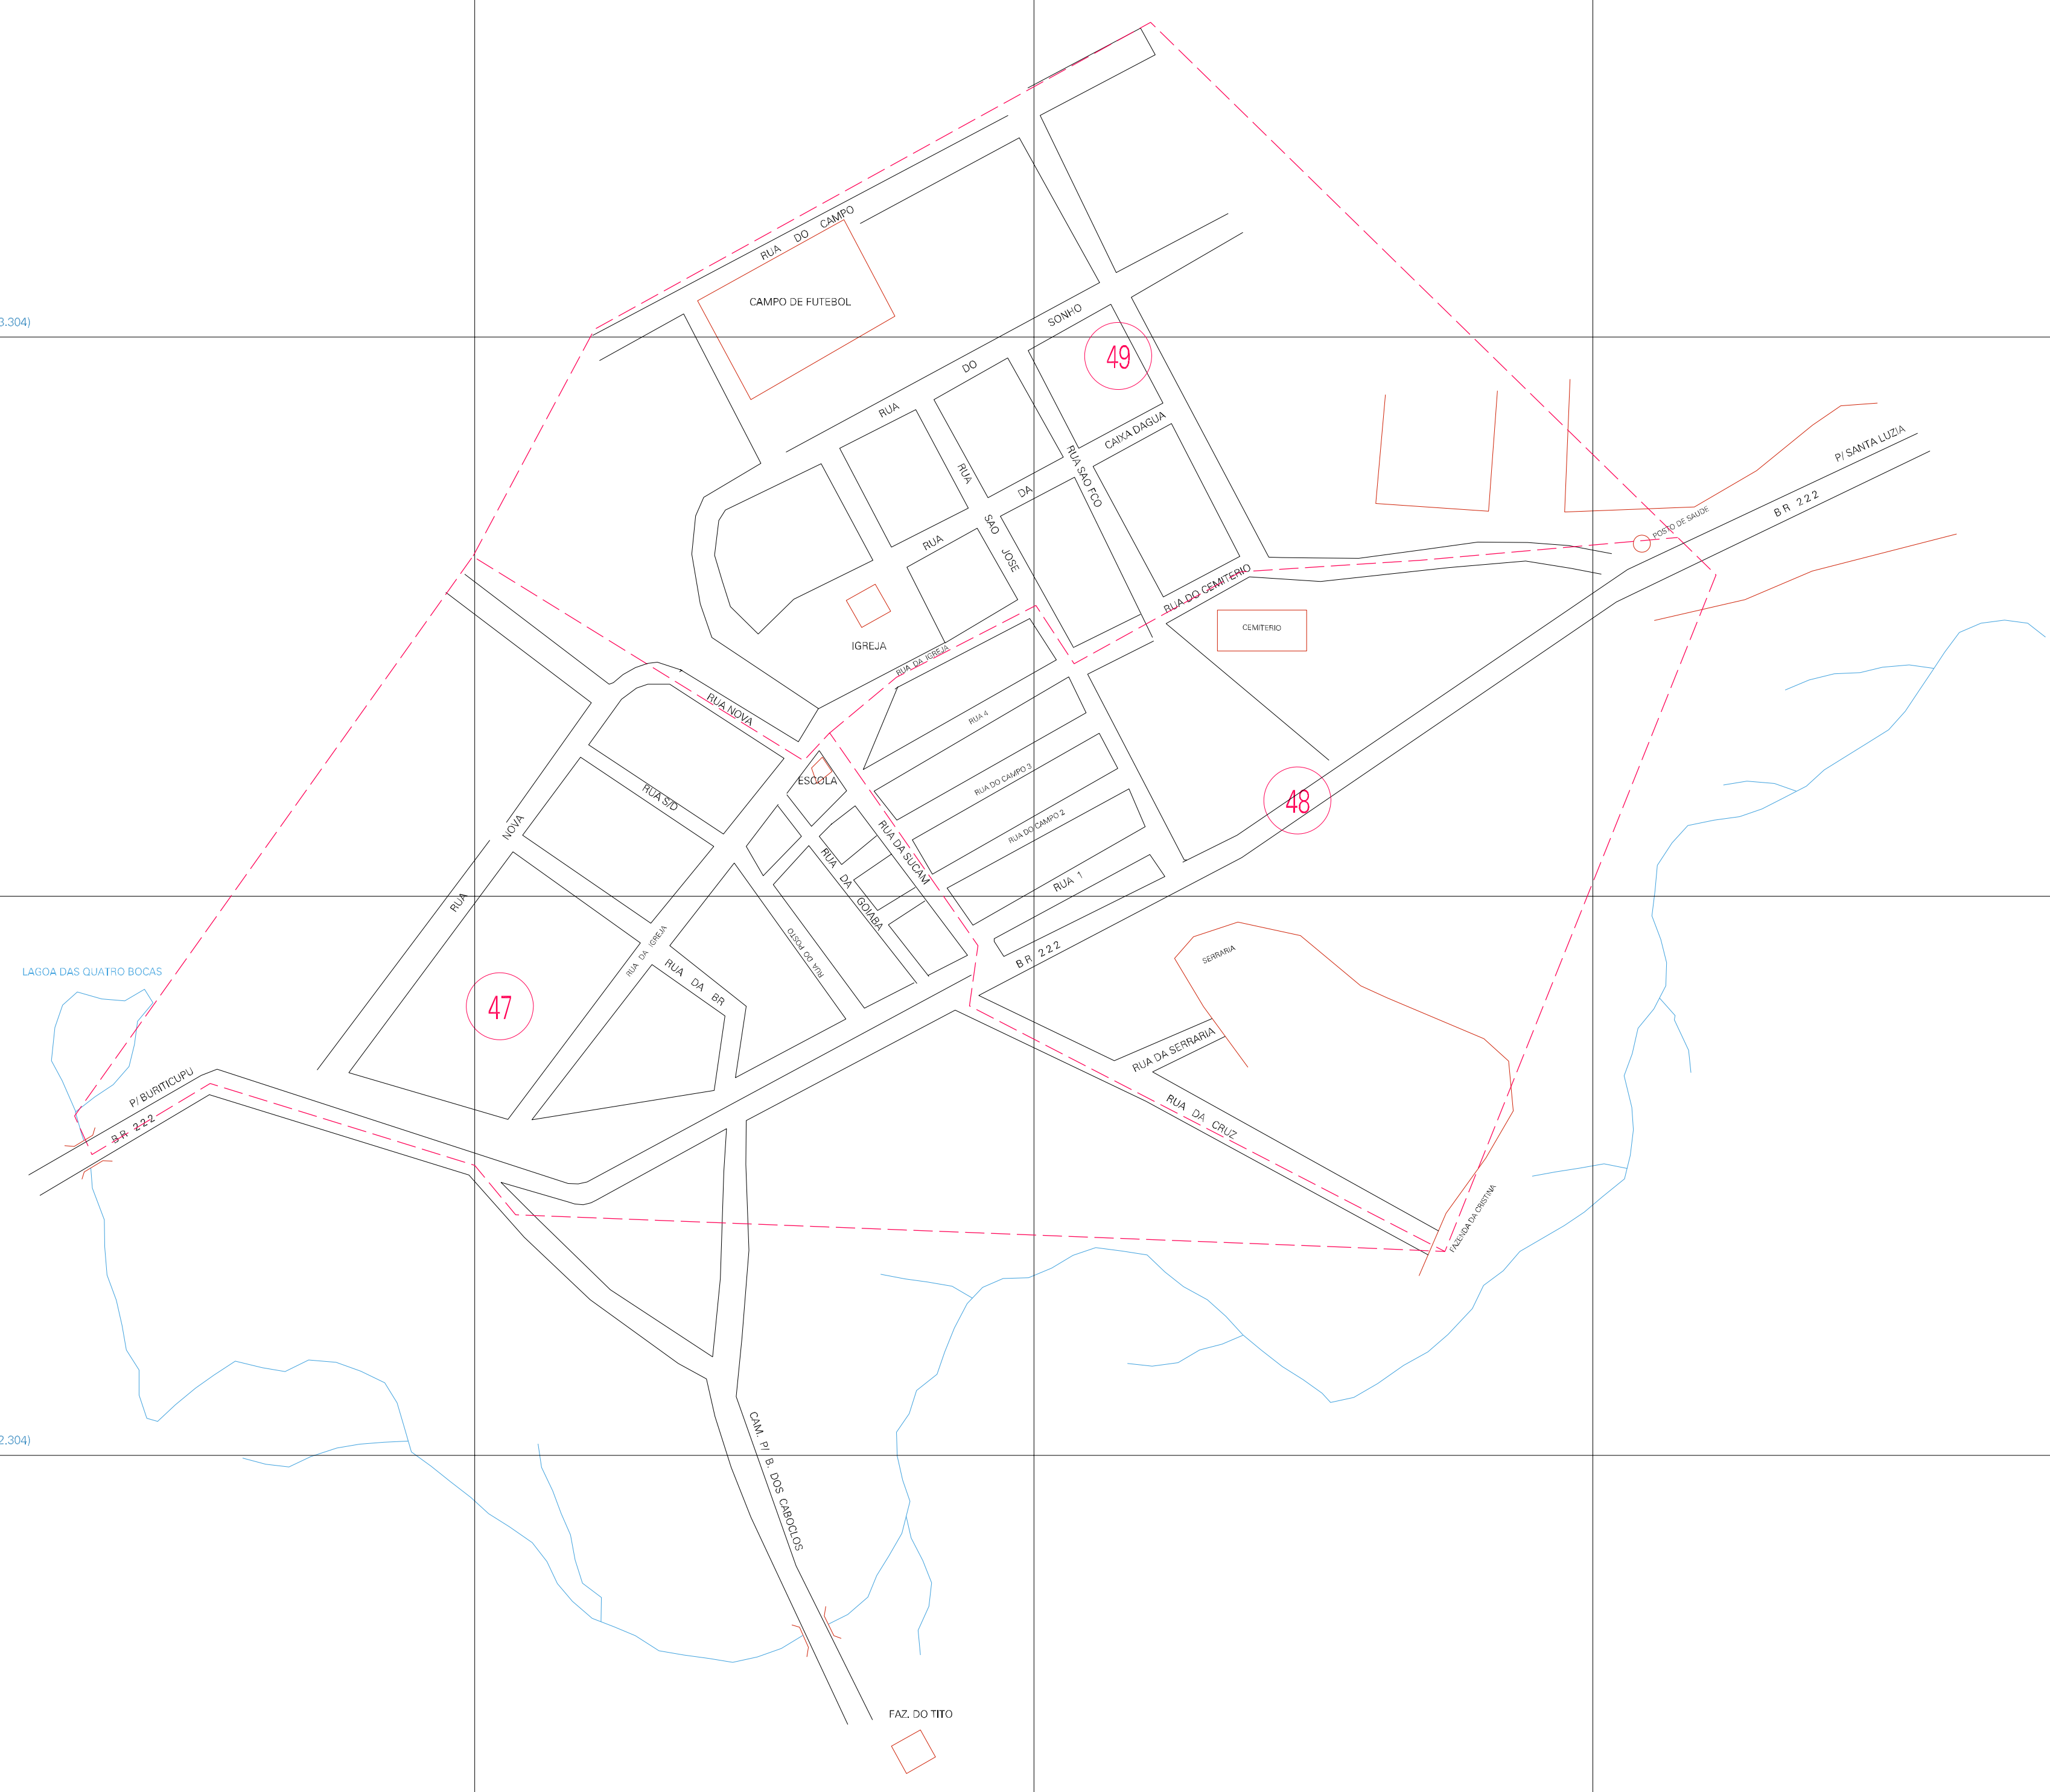 RUA DO CAMPO
CAMPO DE FUTEBOL
3.304)
RUA DO SONHO
49
CAIXA DAGUA
RUA DA
RUA SAO JOSE
RUA SAO FCO
P/ SANTA LUZIA
BR 222
POSTO DE SAUDE
RUA DO CEMITERIO
CEMITERIO
IGREJA
RUA DA IGREJA
RUA NOVA
RUA 4
ESCOLA
RUA DO CAMPO 3
RUA S/D
48
RUA NOVA
RUA DA SUCAM
RUA DO CAMPO 2
RUA DA GOIABA
RUA 1
RUA DA IGREJA
RUA DO POSTO
BR 222
SERRARIA
LAGOA DAS QUATRO BOCAS
RUA DA BR
47
RUA DA SERRARIA
P/ BURITICUPU
BR 222
RUA DA CRUZ
FAZENDA DA CRISTINA
2.304)
CAM. P/ B. DOS CABOCLOS
FAZ. DO TITO